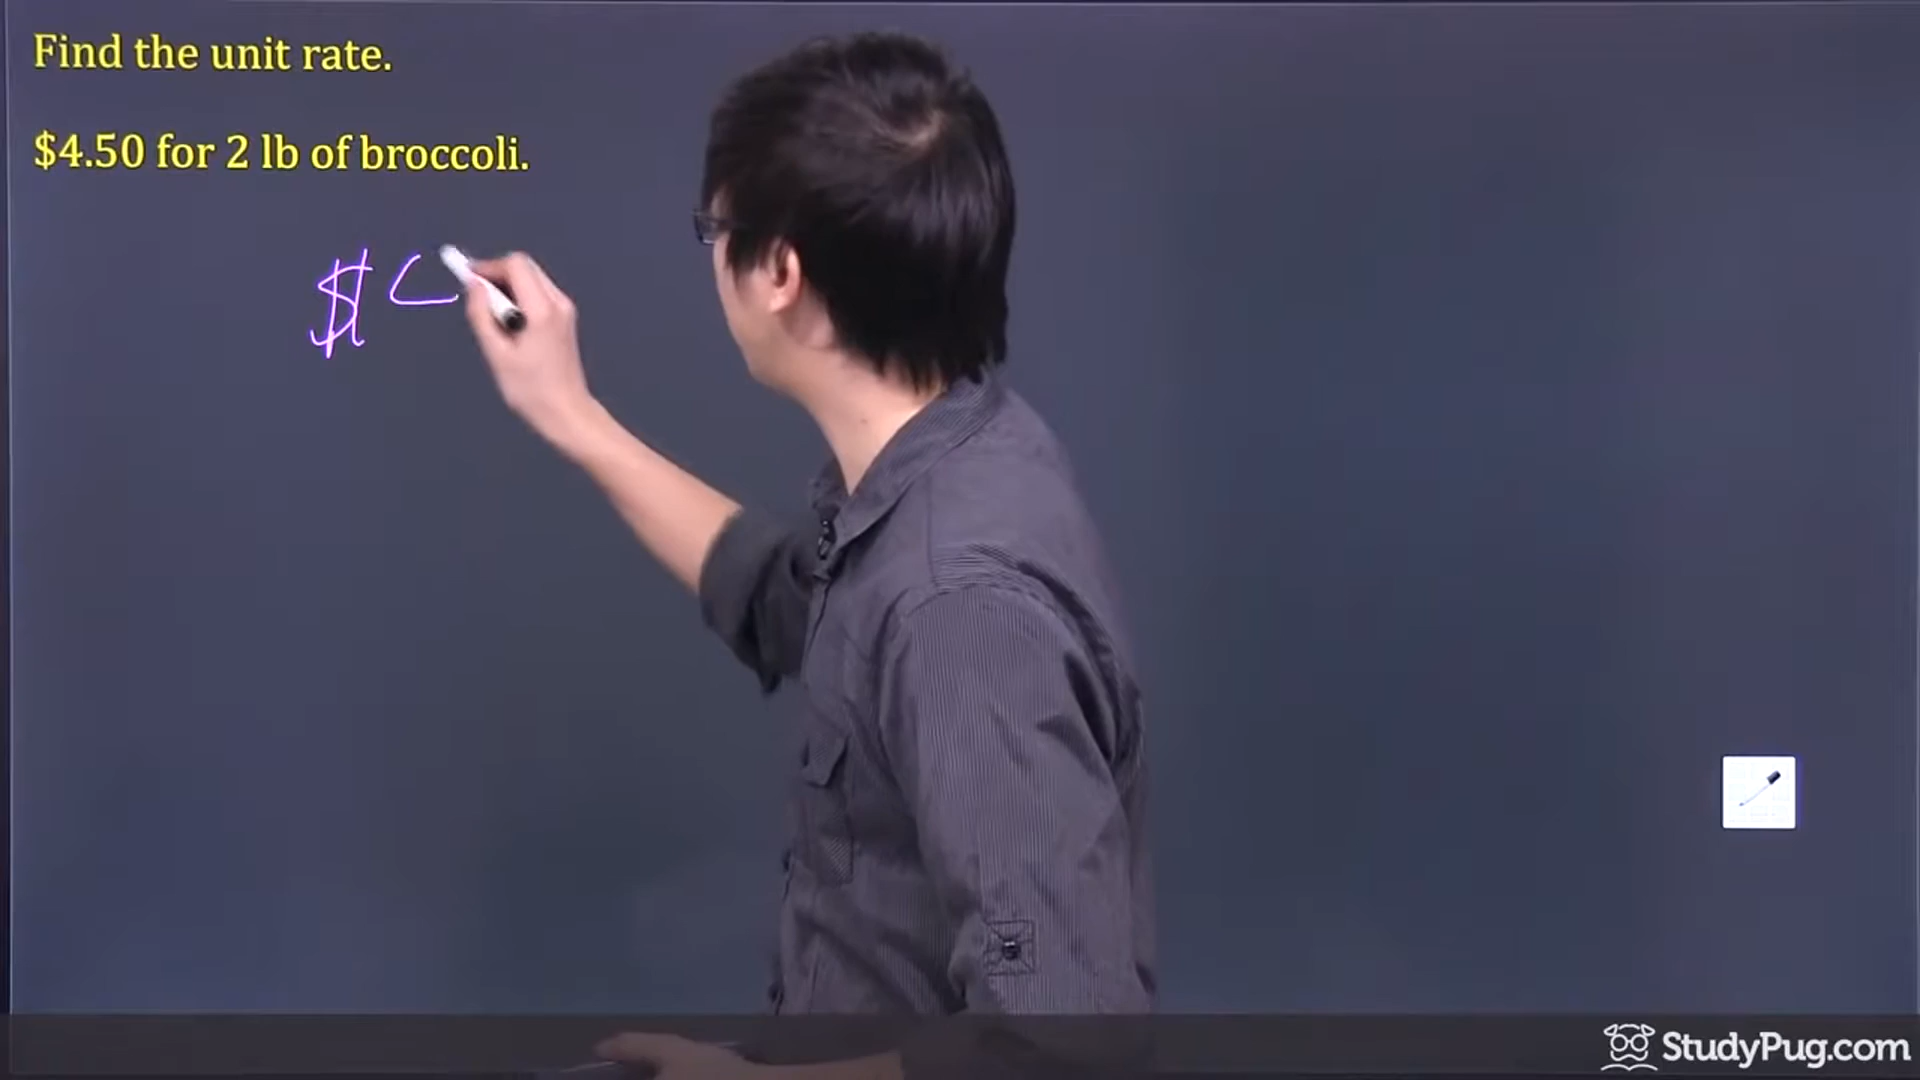 Find the unit rate.
$4.50 for 2 lb of broccoli.
$
StudyPug.com